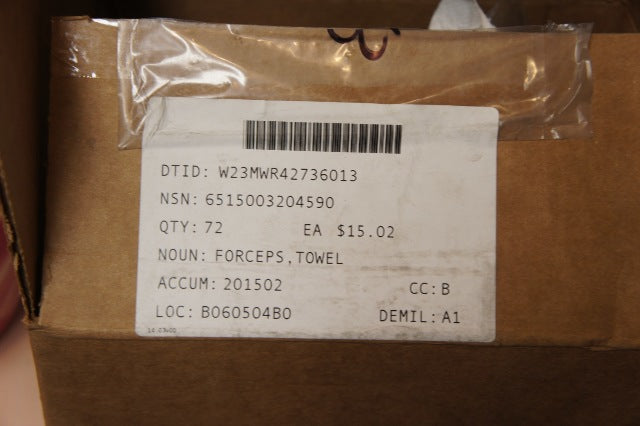 DTID: W23MWR42736013
NSN: 6515003204590
QTY: 72 EA $15.02
NOUN: FORCEPS,TOWEL
ACCUM: 201502 CC: B
LOC: B060504B0 DEMIL: A1